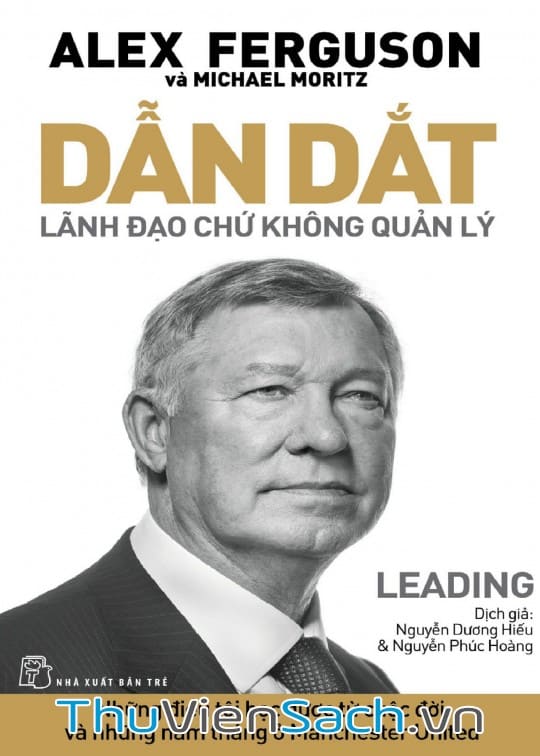 ALEX FERGUSON
và MICHAEL MORITZ
DẪN DẮT
LÃNH ĐẠO CHỨ KHÔNG QUẢN LÝ
LEADING
Dịch giả:
Nguyễn Dương Hiếu
& Nguyễn Phúc Hoàng
NHÀ XUẤT BẢN TRẺ
ThuVienSach.vn
và những năm tháng ở Manchester United